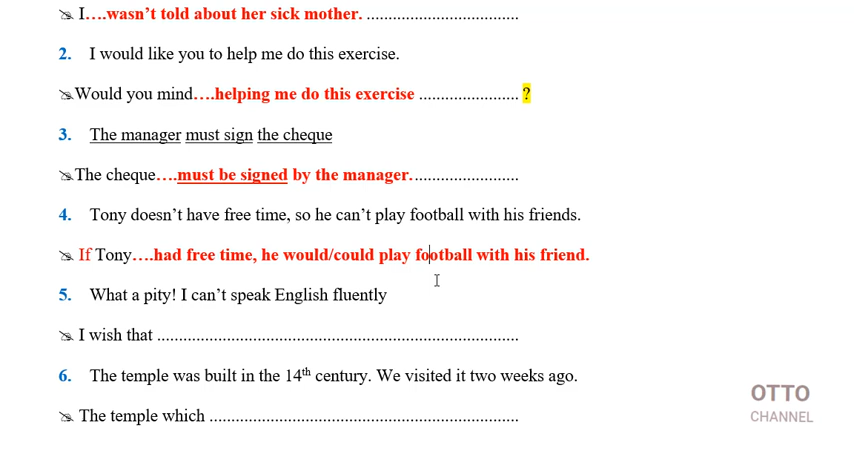 I….wasn't told about her sick mother. ...................................
2. I would like you to help me do this exercise.
Would you mind….helping me do this exercise ....................... ?
3. The manager must sign the cheque
The cheque….must be signed by the manager.........................
4. Tony doesn't have free time, so he can't play football with his friends.
If Tony….had free time, he would/could play football with his friend.
5. What a pity! I can't speak English fluently
I wish that ...................................................................................
6. The temple was built in the 14th century. We visited it two weeks ago.
The temple which .......................................................................
OTTO
CHANNEL